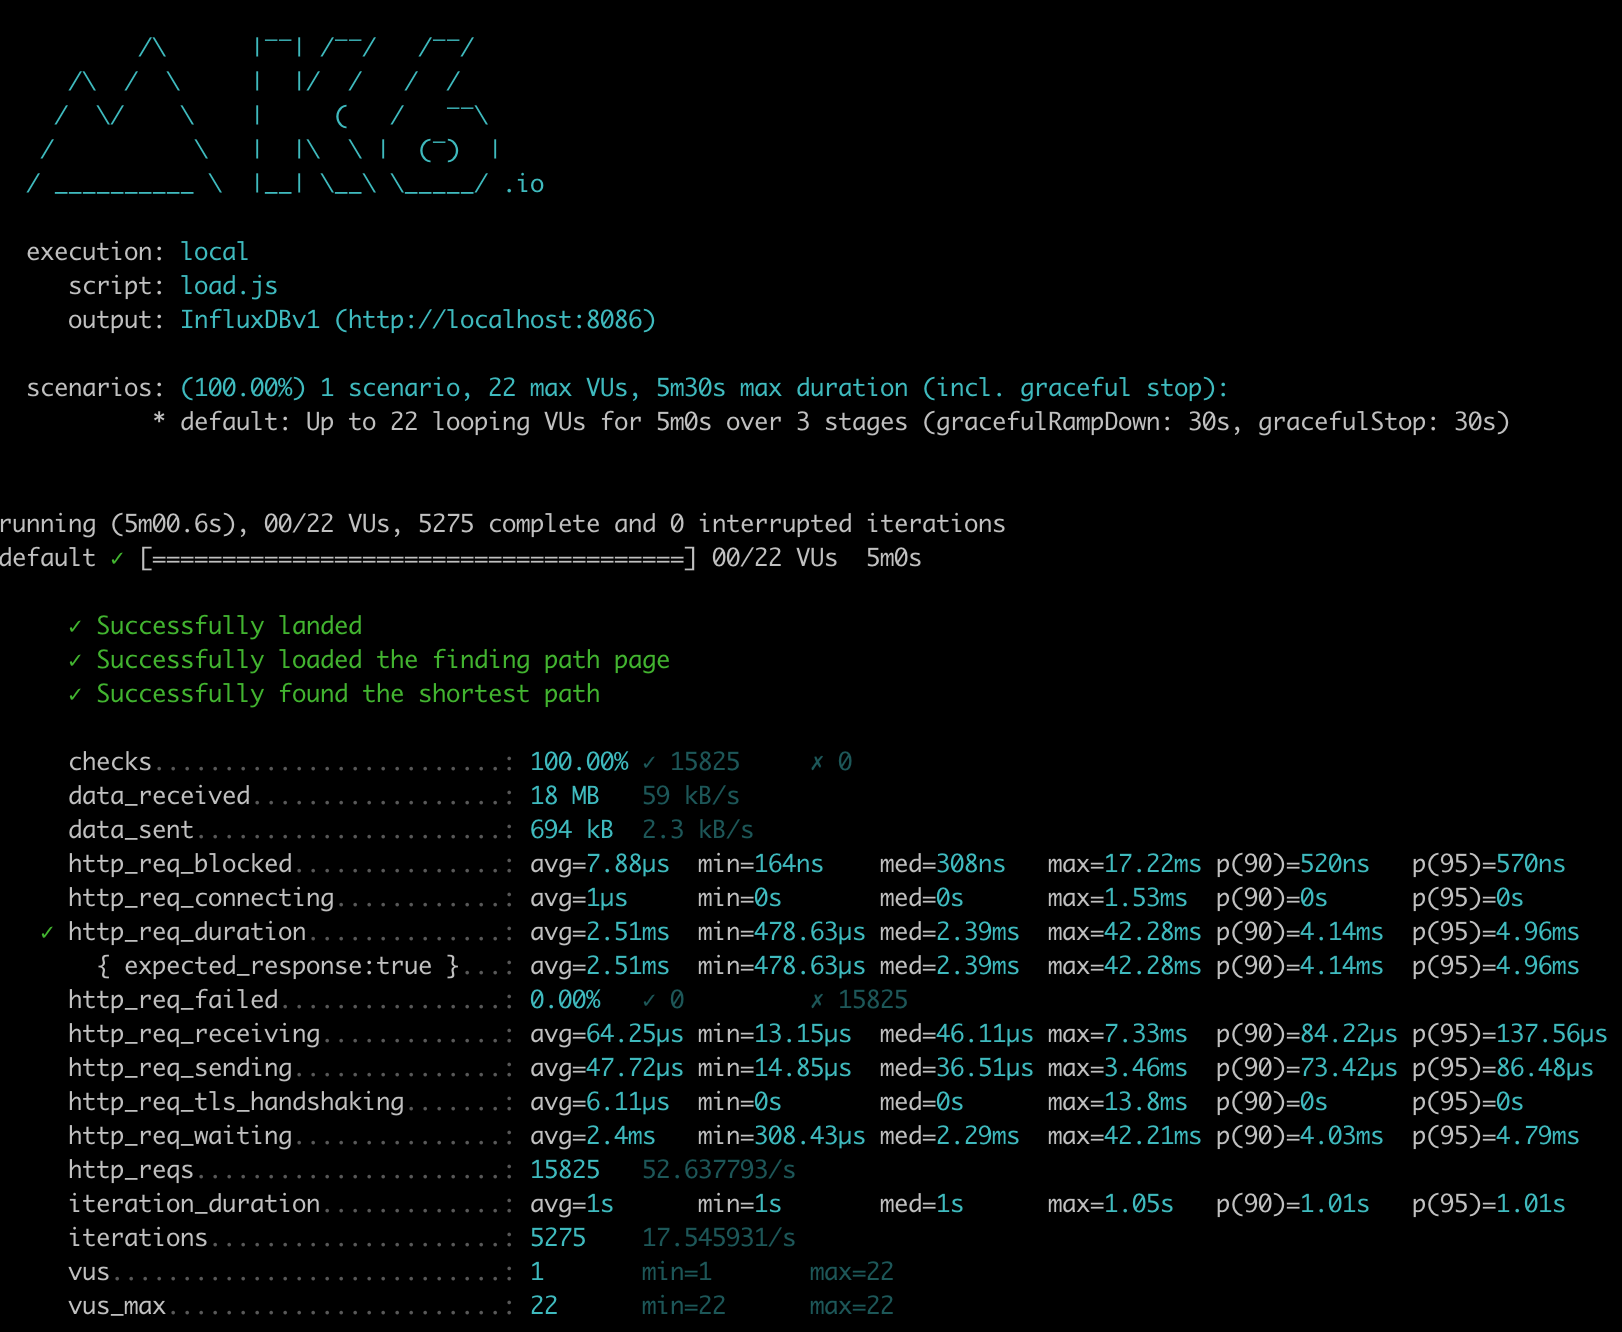 /\      |‾‾| /‾‾/   /‾‾/
    /\  /  \     |  |/  /   /  /
   /  \/    \    |     (   /   ‾‾\
  /          \   |  |\  \ |  (‾)  |
 / __________ \  |__| \__\ \_____/ .io
execution: local
script: load.js
output: InfluxDBv1 (http://localhost:8086)
scenarios: (100.00%) 1 scenario, 22 max VUs, 5m30s max duration (incl. graceful stop):
* default: Up to 22 looping VUs for 5m0s over 3 stages (gracefulRampDown: 30s, gracefulStop: 30s)
running (5m00.6s), 00/22 VUs, 5275 complete and 0 interrupted iterations
default ✓ [======================================] 00/22 VUs  5m0s
✓ Successfully landed
✓ Successfully loaded the finding path page
✓ Successfully found the shortest path
checks.........................: 100.00% ✓ 15825     ✗ 0
data_received..................: 18 MB   59 kB/s
data_sent......................: 694 kB  2.3 kB/s
http_req_blocked...............: avg=7.88µs  min=164ns    med=308ns   max=17.22ms p(90)=520ns   p(95)=570ns
http_req_connecting............: avg=1µs     min=0s       med=0s      max=1.53ms  p(90)=0s      p(95)=0s
✓ http_req_duration..............: avg=2.51ms  min=478.63µs med=2.39ms  max=42.28ms p(90)=4.14ms  p(95)=4.96ms
{ expected_response:true }...: avg=2.51ms  min=478.63µs med=2.39ms  max=42.28ms p(90)=4.14ms  p(95)=4.96ms
http_req_failed................: 0.00%   ✓ 0         ✗ 15825
http_req_receiving.............: avg=64.25µs min=13.15µs  med=46.11µs max=7.33ms  p(90)=84.22µs p(95)=137.56µs
http_req_sending...............: avg=47.72µs min=14.85µs  med=36.51µs max=3.46ms  p(90)=73.42µs p(95)=86.48µs
http_req_tls_handshaking.......: avg=6.11µs  min=0s       med=0s      max=13.8ms  p(90)=0s      p(95)=0s
http_req_waiting...............: avg=2.4ms   min=308.43µs med=2.29ms  max=42.21ms p(90)=4.03ms  p(95)=4.79ms
http_reqs......................: 15825   52.637793/s
iteration_duration.............: avg=1s      min=1s       med=1s      max=1.05s   p(90)=1.01s   p(95)=1.01s
iterations.....................: 5275    17.545931/s
vus............................: 1       min=1       max=22
vus_max........................: 22      min=22      max=22